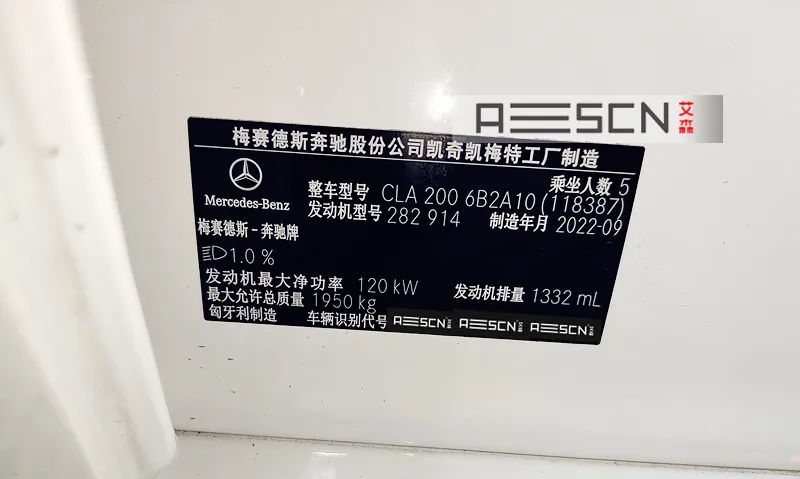 AEESCN 艾森
梅赛德斯奔驰股份公司凯奇凯梅特工厂制造
乘坐人数 5
整车型号 CLA 200 6B2A10 (118387)
Mercedes-Benz
发动机型号 282 914 制造年月 2022-09
梅赛德斯-奔驰牌
1.0 %
发动机最大净功率 120 kW 发动机排量 1332 mL
最大允许总质量 1950 kg
匈牙利制造 车辆识别代号 AEESCN AEESCN AEESCN